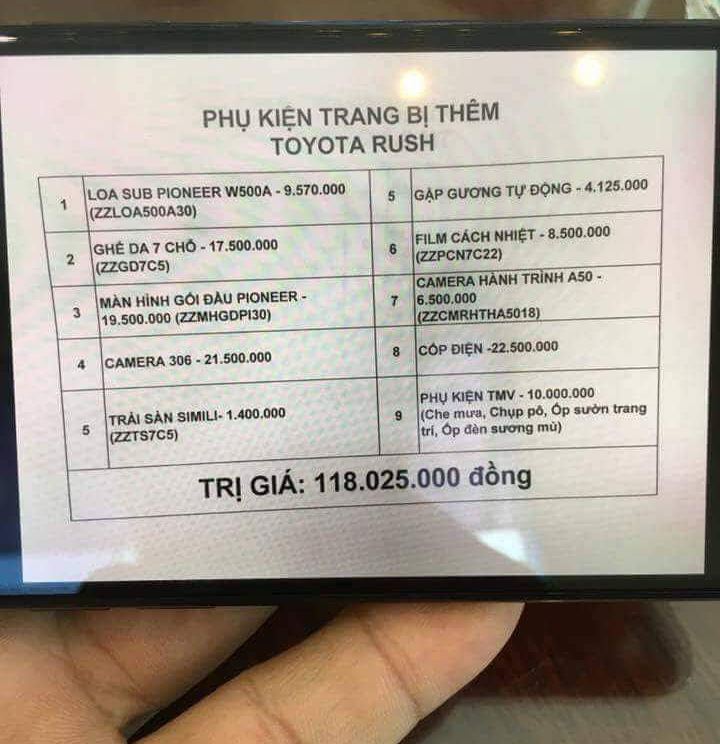 PHỤ KIỆN TRANG BỊ THÊM
TOYOTA RUSH
1
LOA SUB PIONEER W500A - 9.570.000
(ZZLOA500A30)
5
GẬP GƯƠNG TỰ ĐỘNG - 4.125.000
2
GHẾ DA 7 CHỖ - 17.500.000
(ZZGD7C5)
6
FILM CÁCH NHIỆT - 8.500.000
(ZZPCN7C22)
3
MÀN HÌNH GỐI ĐẦU PIONEER -
19.500.000 (ZZMHGDPI30)
7
CAMERA HÀNH TRÌNH A50 -
6.500.000
(ZZCMRHTHA5018)
4
CAMERA 306 - 21.500.000
8
CỐP ĐIỆN -22.500.000
5
TRẢI SÀN SIMILI- 1.400.000
(ZZTS7C5)
9
PHỤ KIỆN TMV - 10.000.000
(Che mưa, Chụp pô, Ốp sườn trang
trí, Ốp đèn sương mù)
TRỊ GIÁ: 118.025.000 đồng